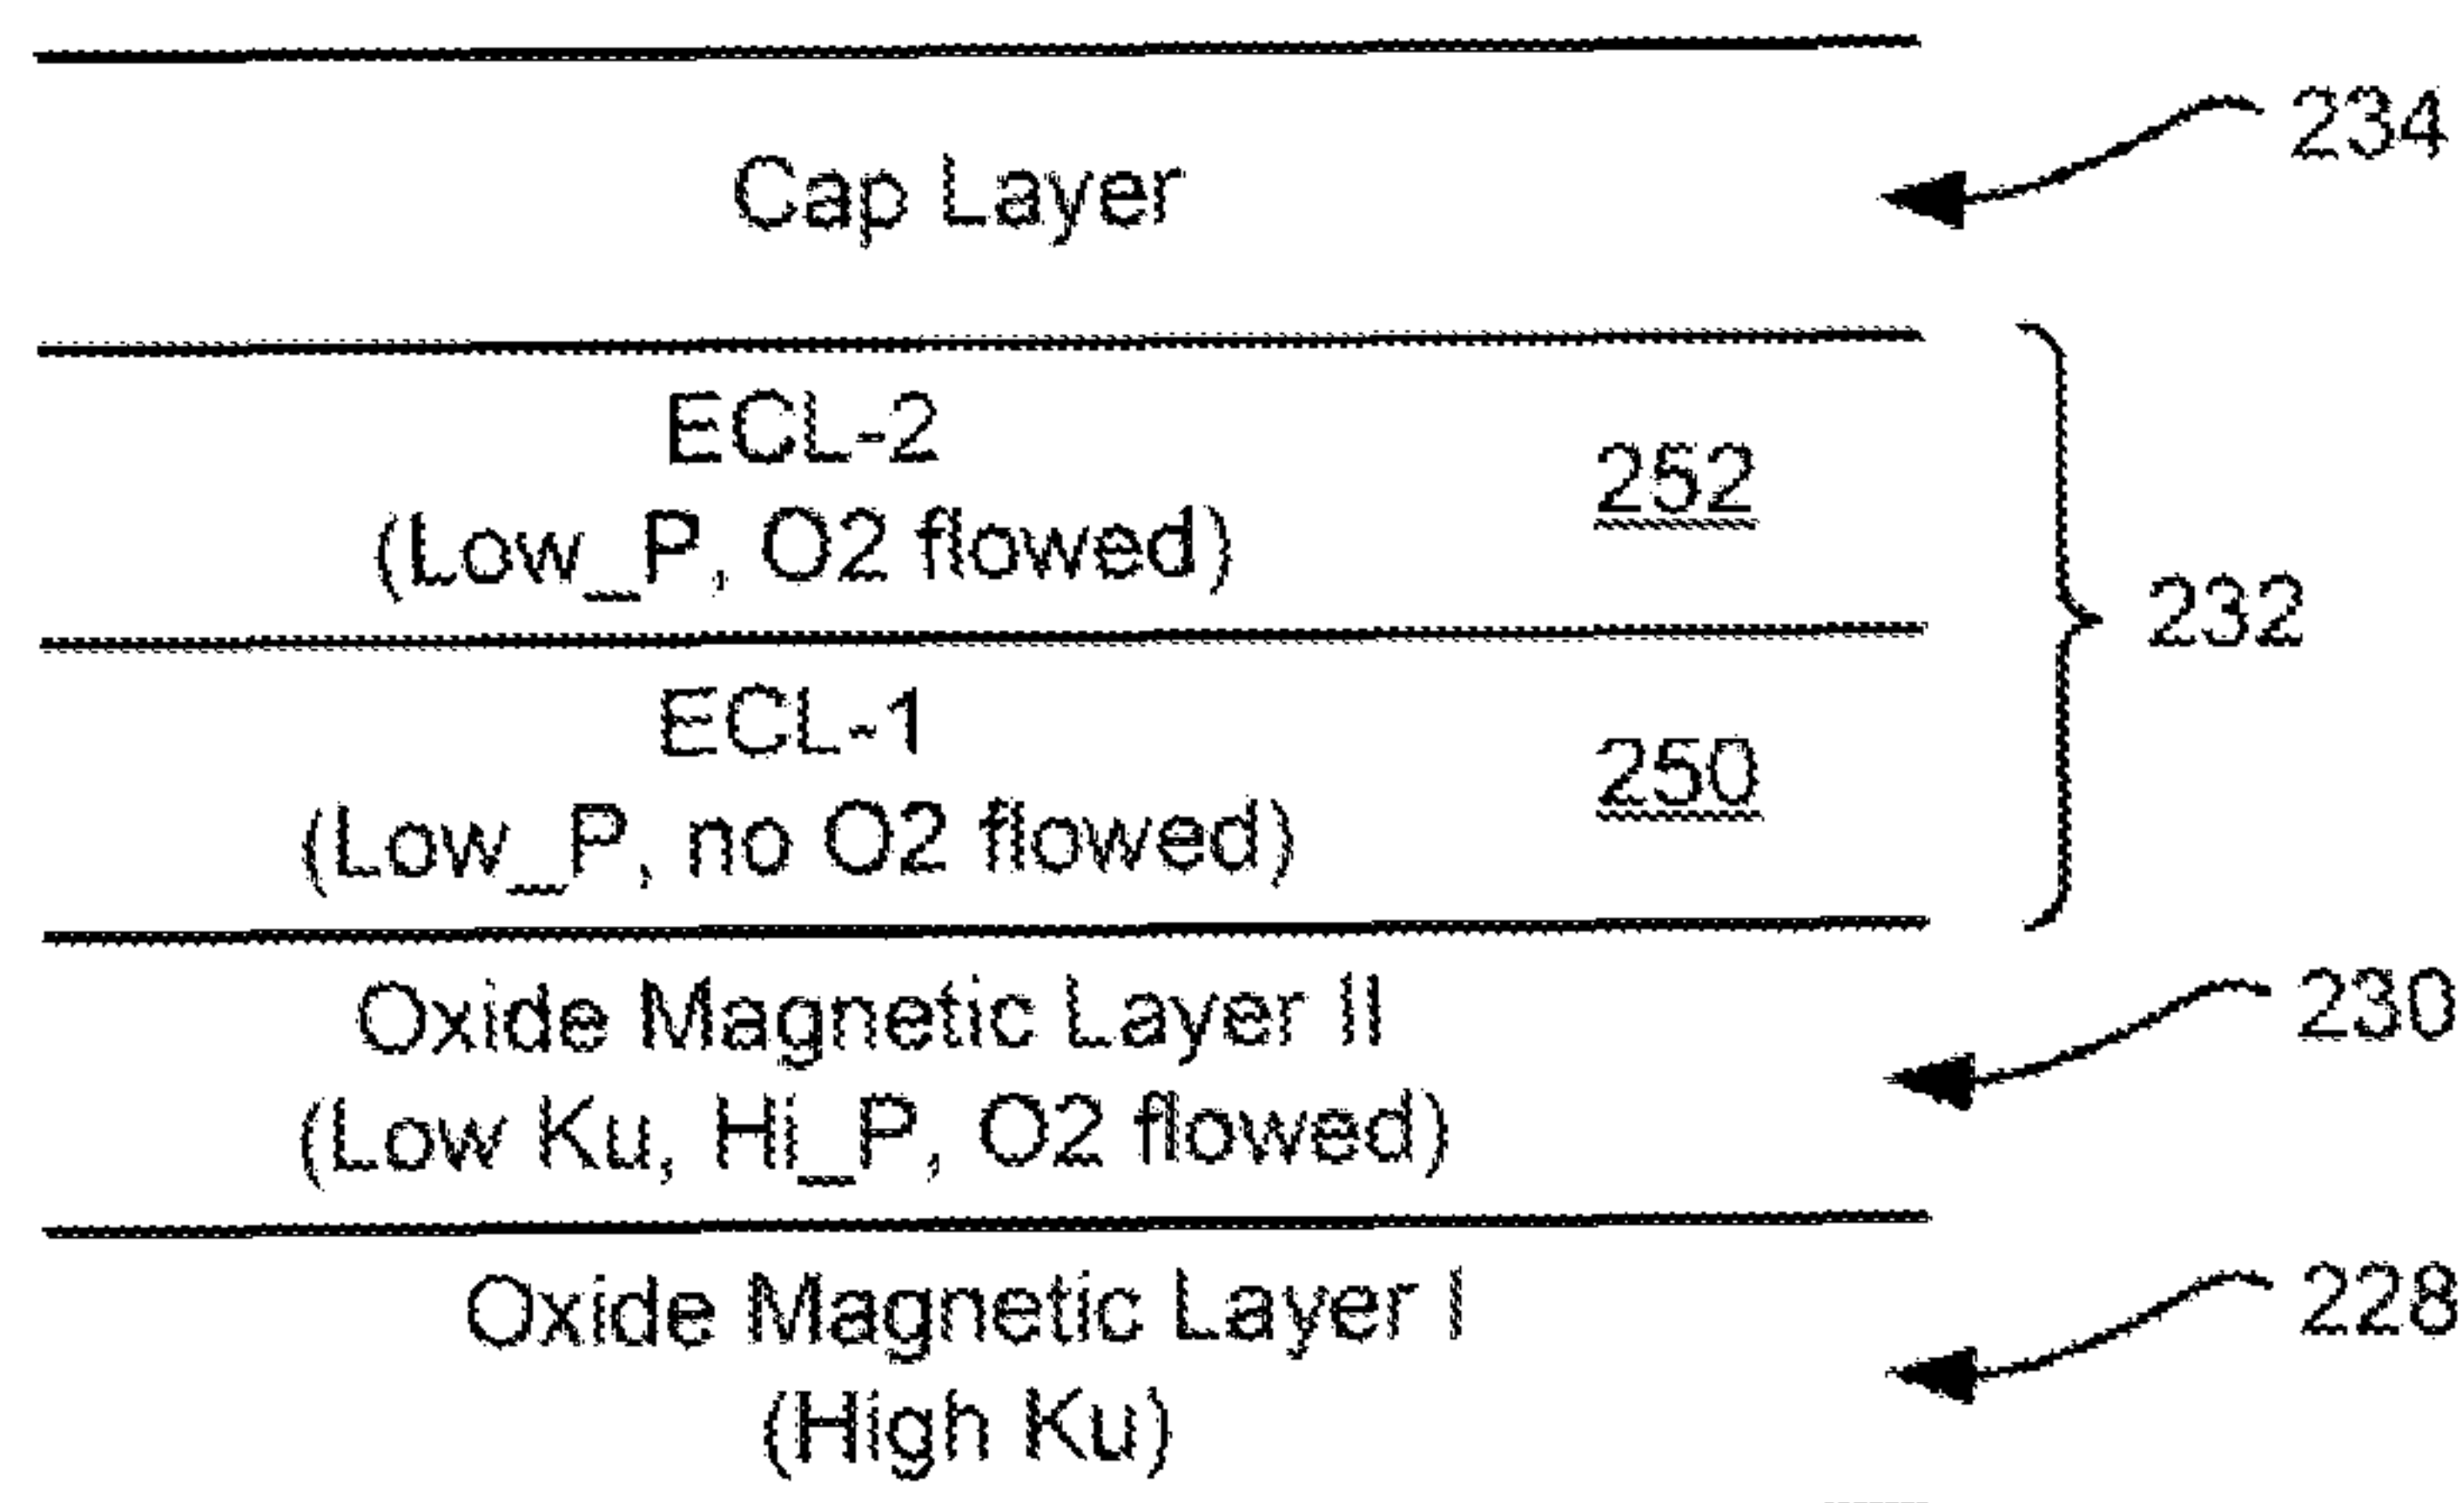 234
Cap Layer
ECL-2
252
(Low_P, O2 flowed)
232
ECL-1
250
(Low_P, no O2 flowed)
Oxide Magnetic Layer II
230
(Low Ku, Hi_P, O2 flowed)
Oxide Magnetic Layer I
228
(High Ku)